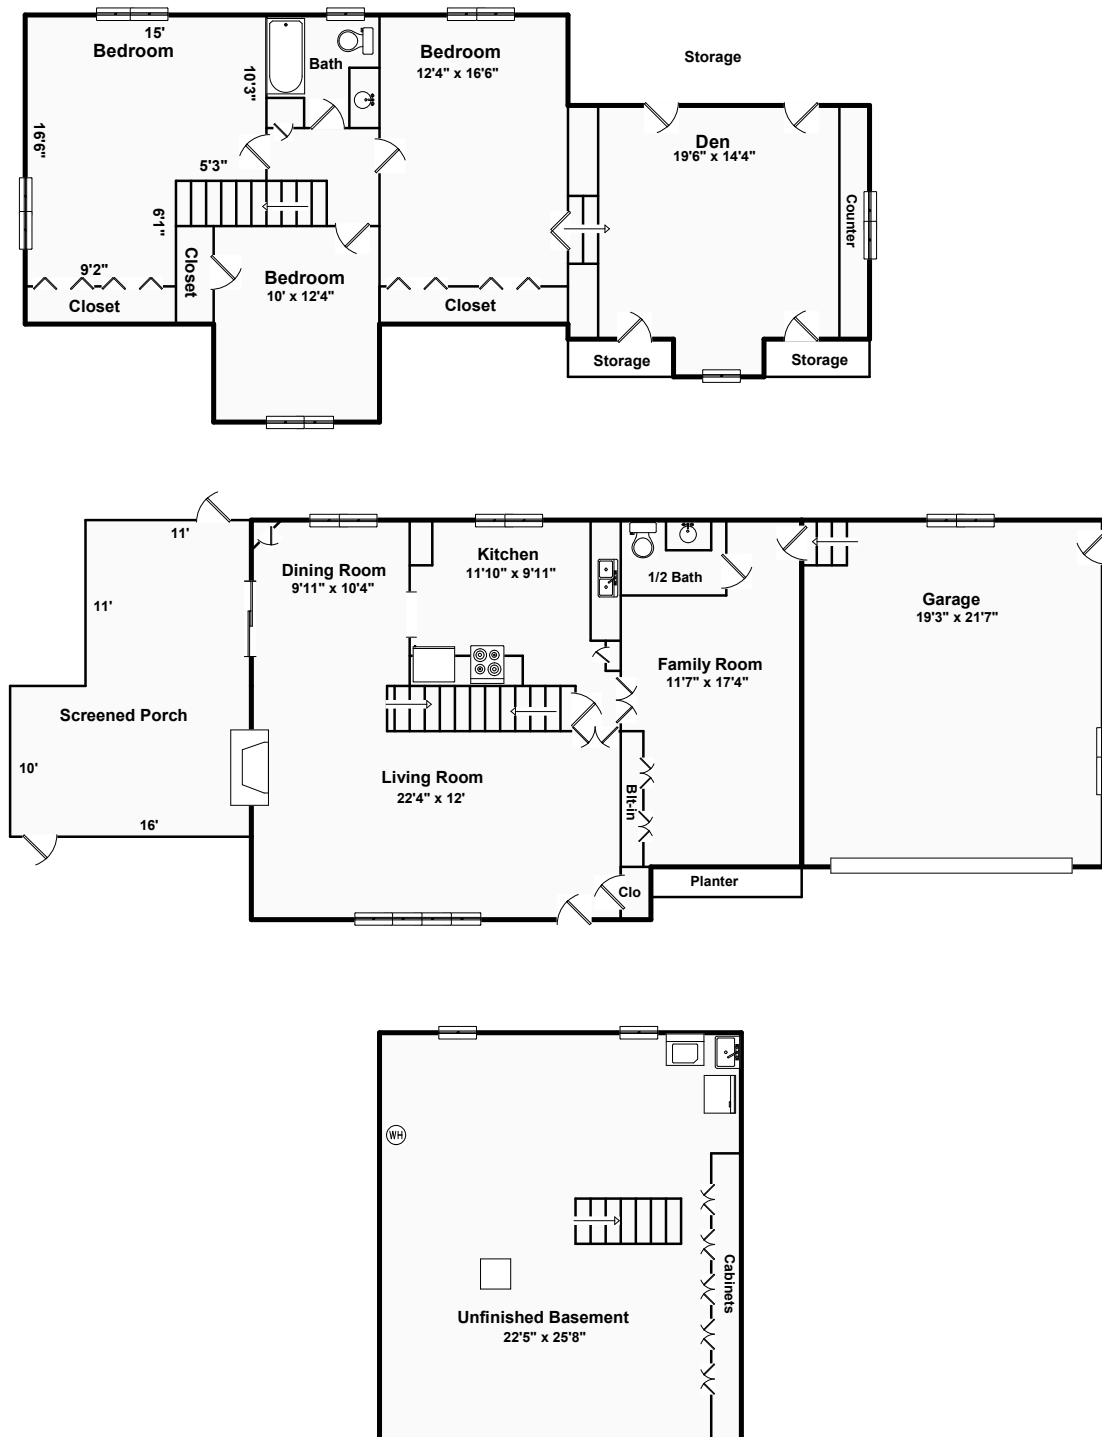 15'
Bedroom
Bath
10'3"
Bedroom
12'4" x 16'6"
Storage
16'6"
5'3"
6'1"
9'2"
Closet
Closet
Bedroom
10' x 12'4"
Closet
Den
19'6" x 14'4"
Counter
Storage
Storage
11'
11'
Screened Porch
10'
16'
Dining Room
9'11" x 10'4"
Kitchen
11'10" x 9'11"
1/2 Bath
Family Room
11'7" x 17'4"
Garage
19'3" x 21'7"
Living Room
22'4" x 12'
Blt-in
Clo
Planter
WH
Cabinets
Unfinished Basement
22'5" x 25'8"